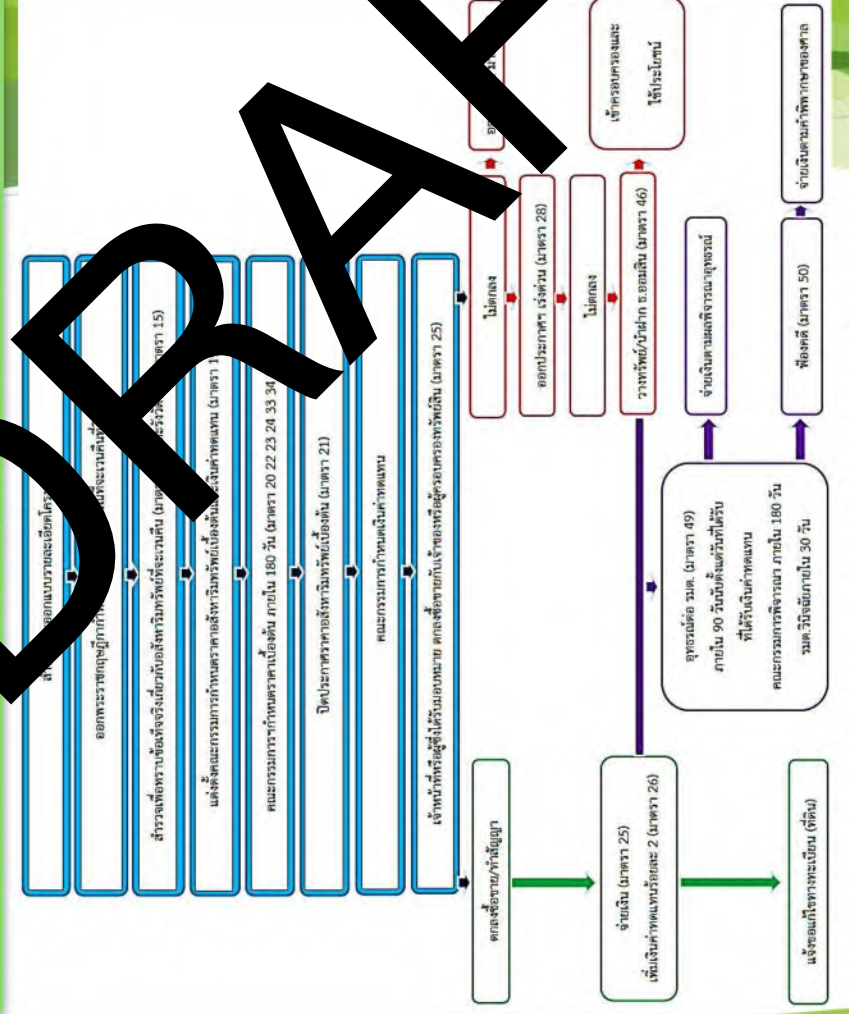 สำ ออกแบบรายละเอียดโคร
ออกพระราชกฤษฎีกากำ นที่จะเวนคืนที่
สำรวจเพื่อทราบข้อเท็จจริงเกี่ยวกับอสังหาริมทรัพย์ที่จะเวนคืน (มาต าตรา 15)
แต่งตั้งคณะกรรมการกำหนดราคาอสังหาริมทรัพย์เบื้องต้นและเงินค่าทดแทน (มาตรา 1
คณะกรรมการฯกำหนดราคาเบื้องต้น ภายใน 180 วัน (มาตรา 20 22 23 24 33 34
ปิดประกาศราคาอสังหาริมทรัพย์เบื้องต้น (มาตรา 21)
คณะกรรมการกำหนดเงินค่าทดแทน
เจ้าหน้าที่หรือผู้ซึ่งได้รับมอบหมาย ตกลงซื้อขายกับเจ้าของหรือผู้ครอบครองทรัพย์สิน (มาตรา 25)
ตกลงซื้อขาย/ทำสัญญา
จ่ายเงิน (มาตรา 25)
เพิ่มเงินค่าทดแทนร้อยละ 2 (มาตรา 26)
แจ้งขอแก้ไขทางทะเบียน (ที่ดิน)
ไม่ตกลง
ออกประกาศฯ เร่งด่วน (มาตรา 28)
ไม่ตกลง
วางทรัพย์/นำฝาก ธ.ออมสิน (มาตรา 46)
เข้าครอบครองและ
ใช้ประโยชน์
อุทธรณ์ต่อ รมต. (มาตรา 49)
ภายใน 90 วันนับตั้งแต่วันที่ได้รับ
ที่ได้รับเงินค่าทดแทน
คณะกรรมการพิจารณา ภายใน 180 วัน
รมต.วินิจฉัยภายใน 30 วัน
จ่ายเงินตามผลพิจารณาอุทธรณ์
ฟ้องคดี (มาตรา 50)
จ่ายเงินตามคำพิพากษาของศาล
DRAF